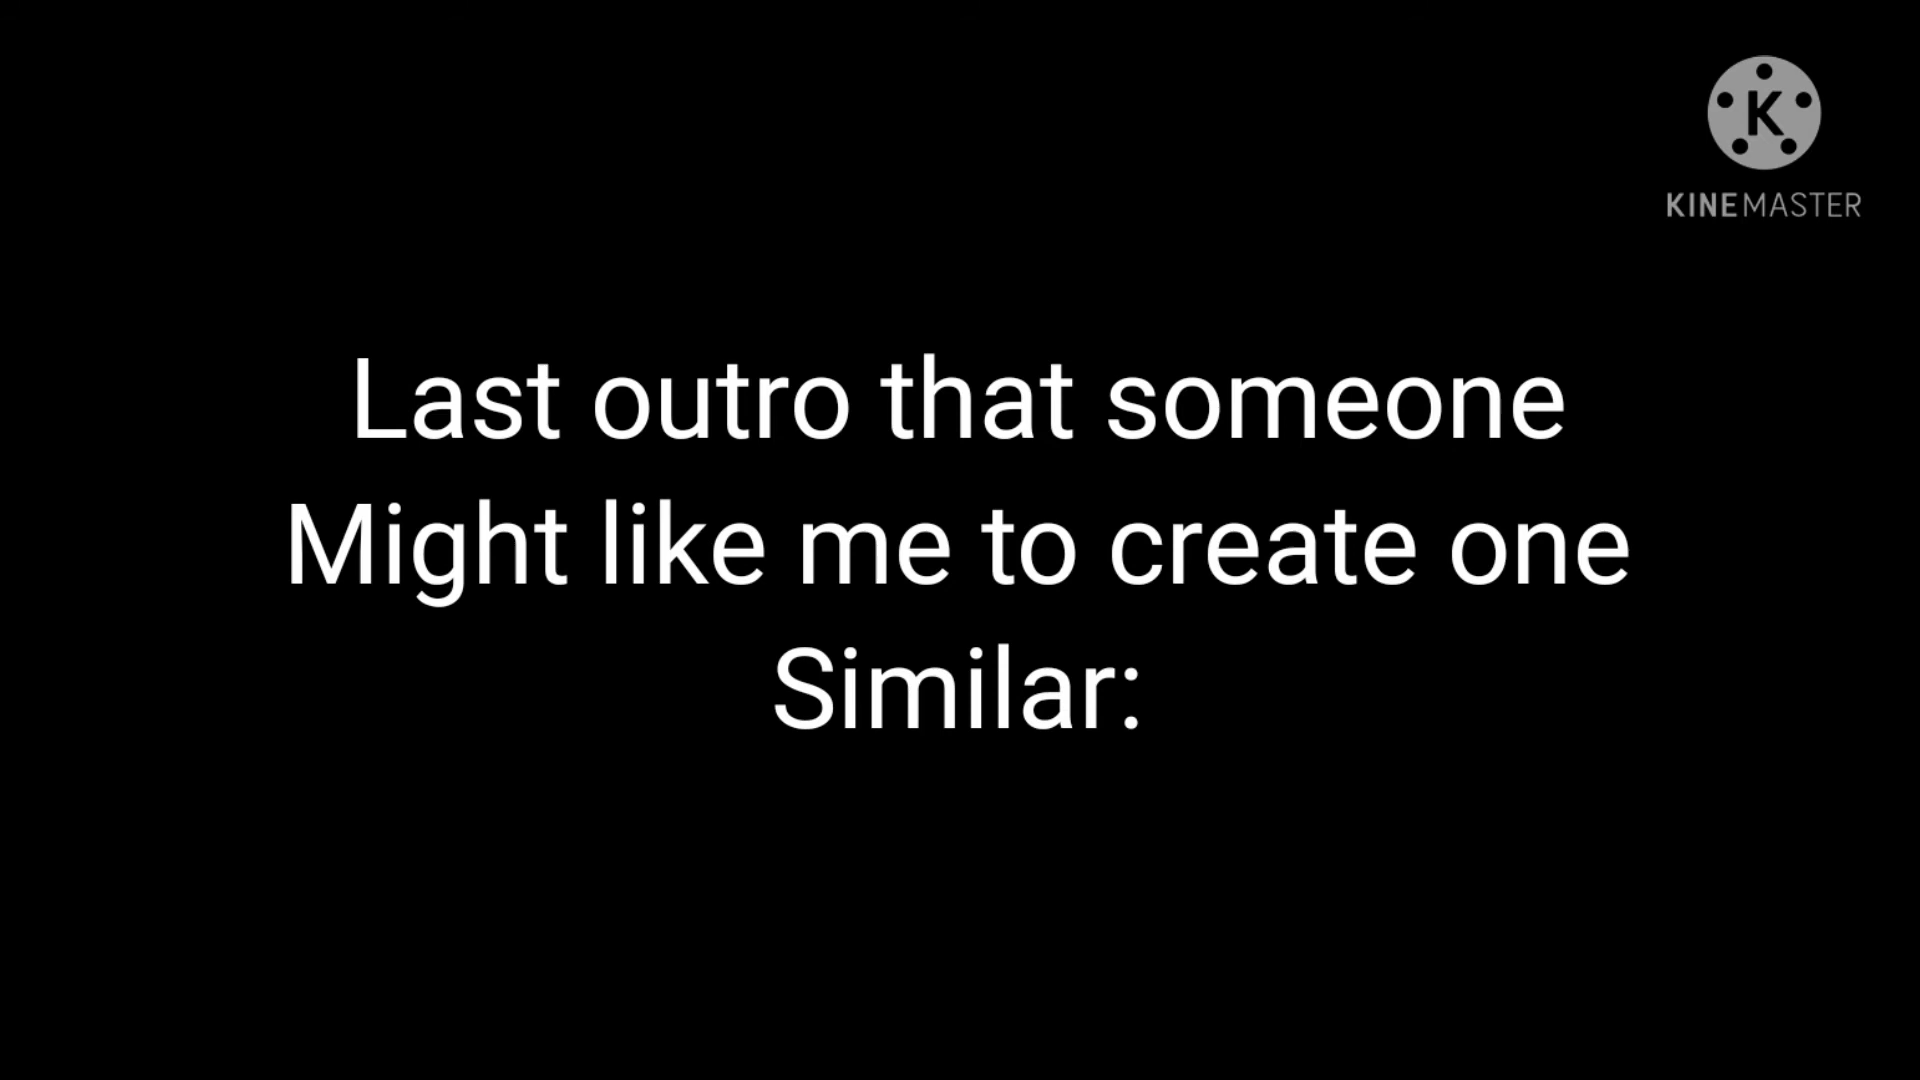 K
KINEMASTER
Last outro that someone
Might like me to create one
Similar: